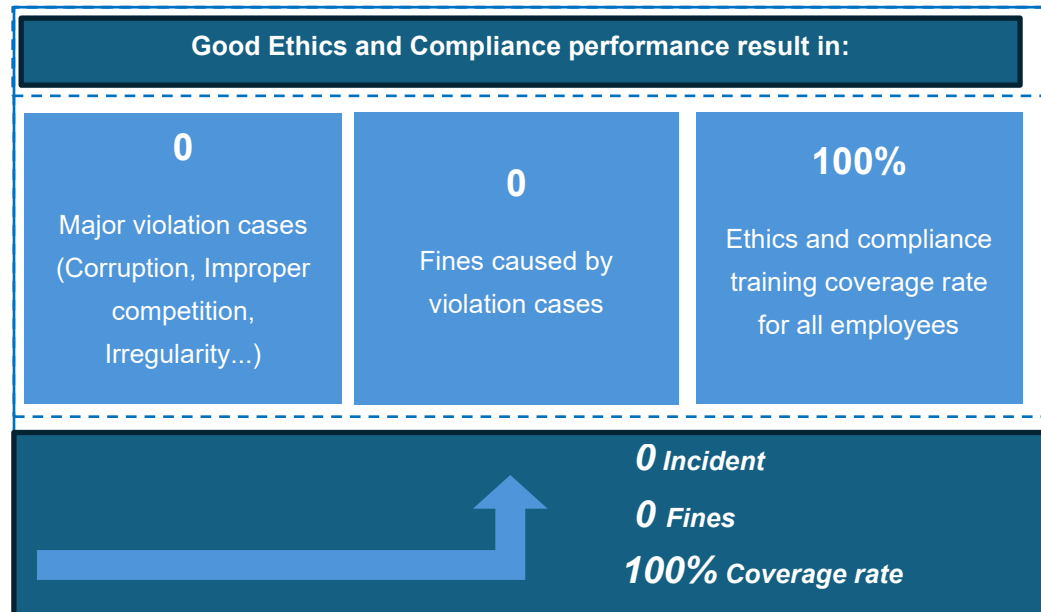 Good Ethics and Compliance performance result in:
0
Major violation cases
(Corruption, Improper
competition,
Irregularity...)
0
Fines caused by
violation cases
100%
Ethics and compliance
training coverage rate
for all employees
0 Incident
0 Fines
100% Coverage rate